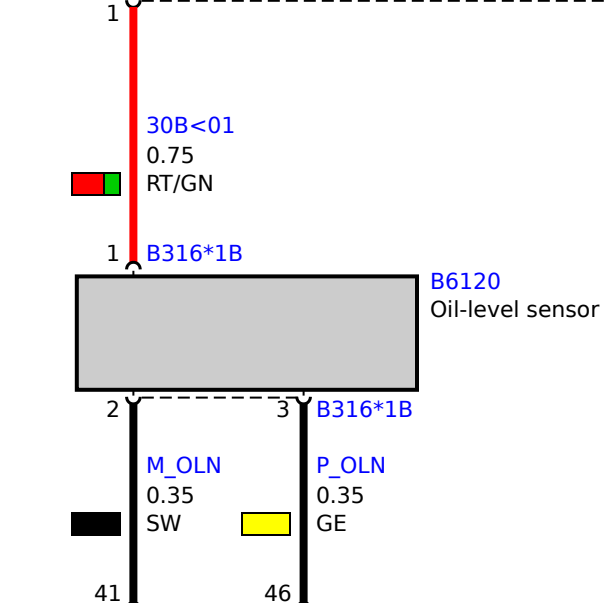 1
30B<01
0.75
RT/GN
1 B316*1B
B6120
Oil-level sensor
2 3 B316*1B
M_OLN P_OLN
0.35 0.35
SW GE
41 46